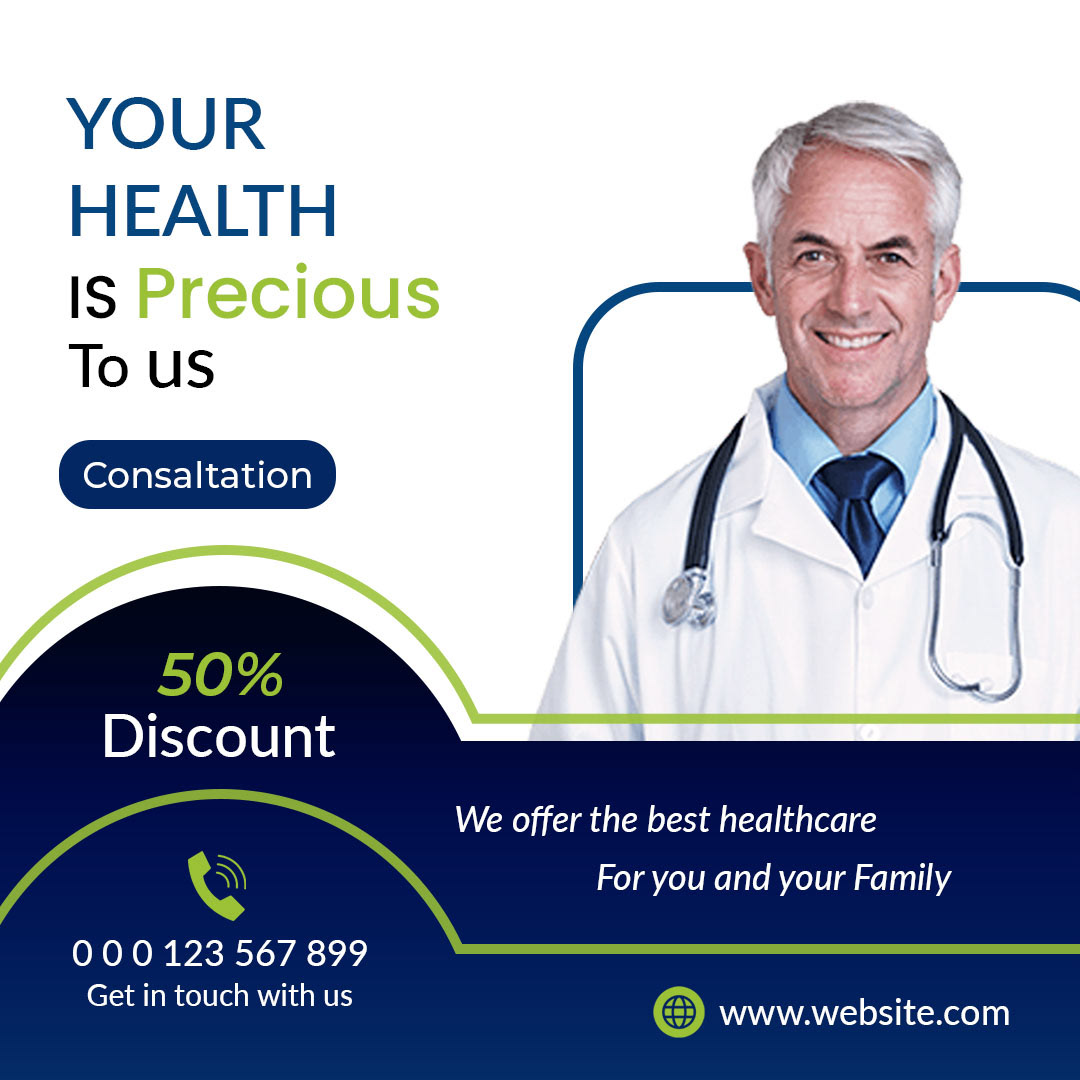 YOUR
HEALTH
IS Precious
To us
Consaltation
50%
Discount
We offer the best healthcare
For you and your Family
0 0 0 123 567 899
Get in touch with us
www.website.com